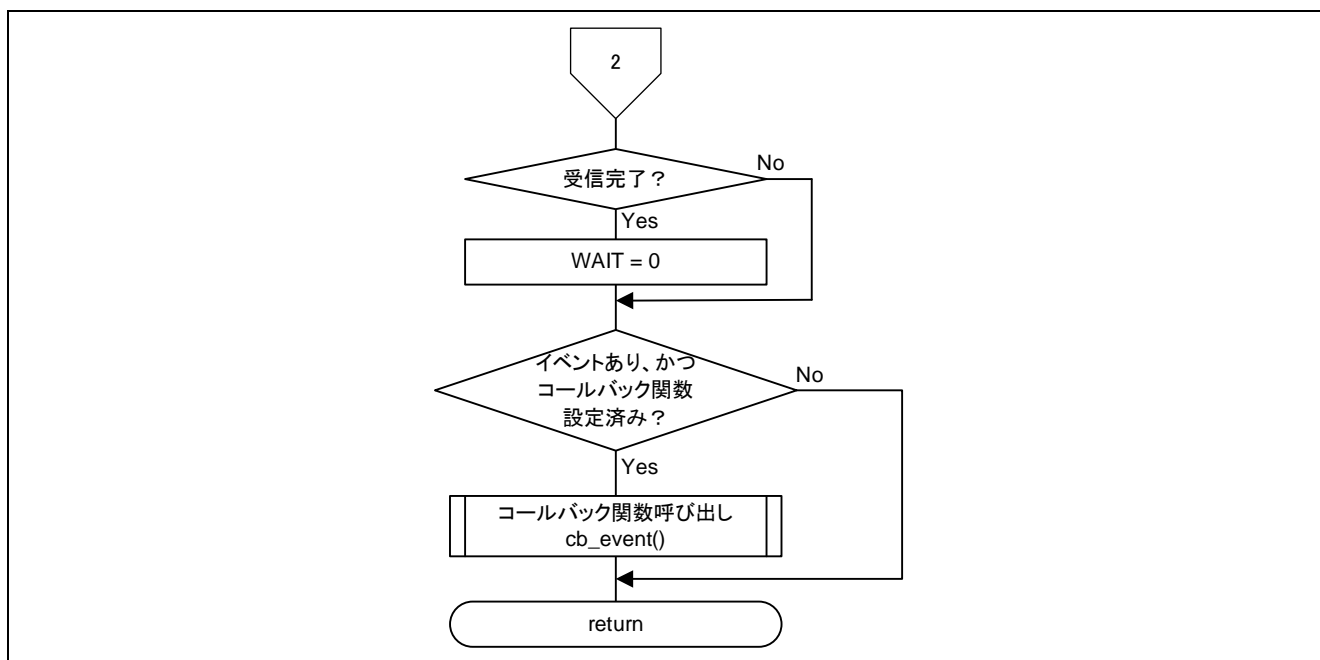 2
受信完了？
No
Yes
WAIT = 0
イベントあり、かつ
コールバック関数
設定済み？
No
Yes
コールバック関数呼び出し
cb_event()
return